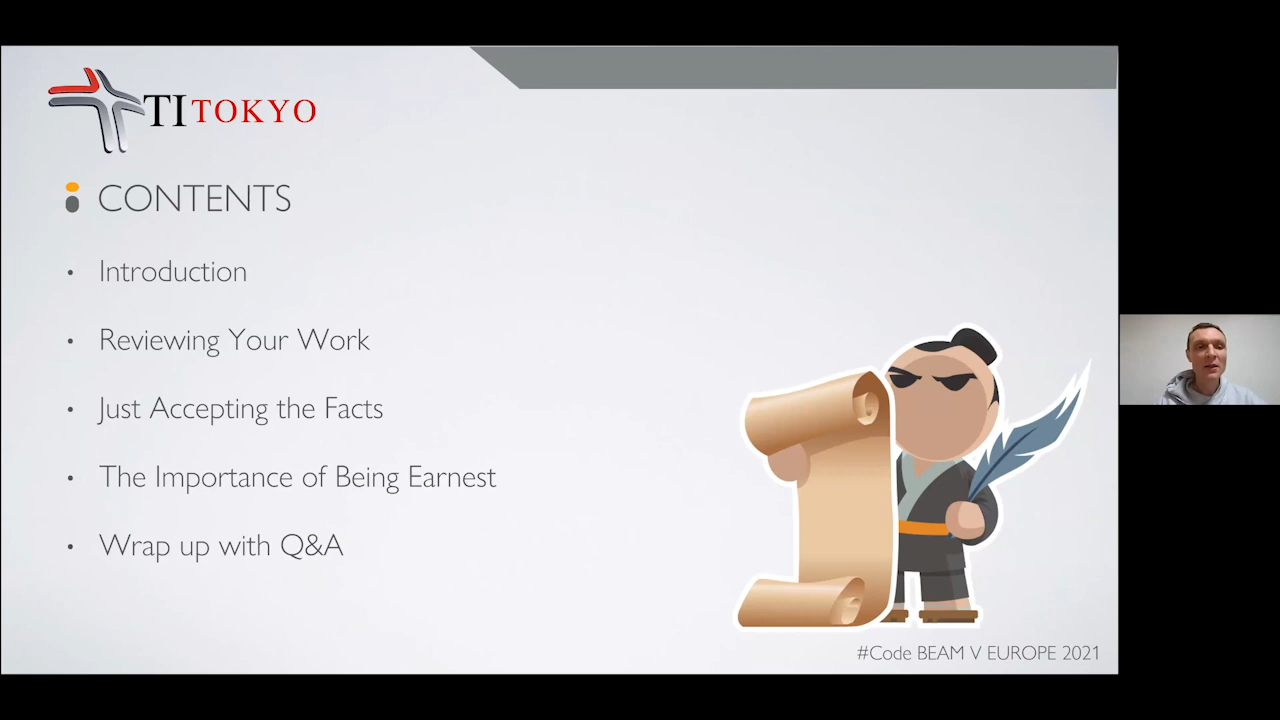 TI TOKYO
CONTENTS
• Introduction
• Reviewing Your Work
• Just Accepting the Facts
• The Importance of Being Earnest
• Wrap up with Q&A
#Code BEAM V EUROPE 2021